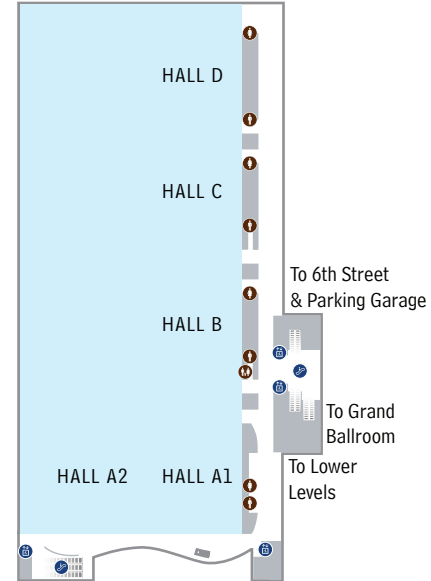 HALL D
HALL C
To 6th Street
& Parking Garage
HALL B
To Grand
Ballroom
To Lower
Levels
HALL A2
HALL A1